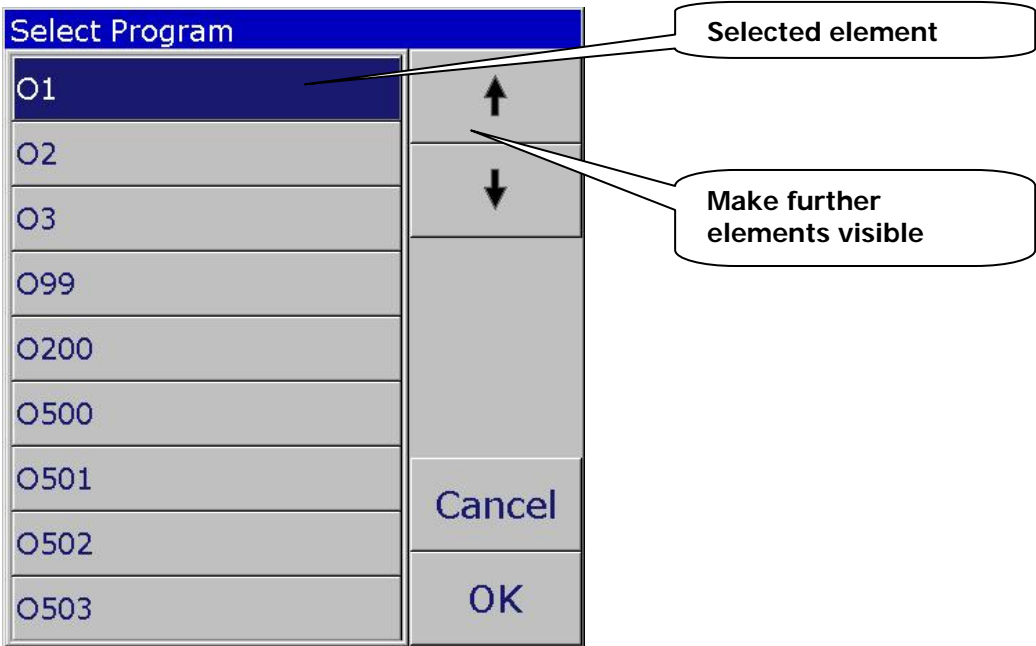 Select Program
O1
O2
O3
O99
O200
O500
O501
O502
O503
Cancel
OK
Selected element
Make further
elements visible